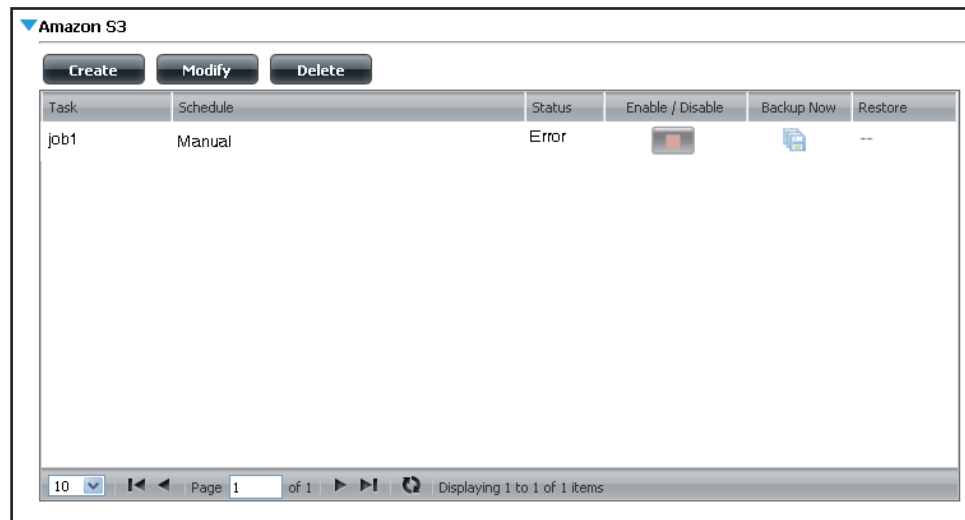 Amazon S3
Create Modify Delete
Task Schedule Status Enable / Disable Backup Now Restore
job1 Manual Error --
10 Page 1 of 1 Displaying 1 to 1 of 1 items